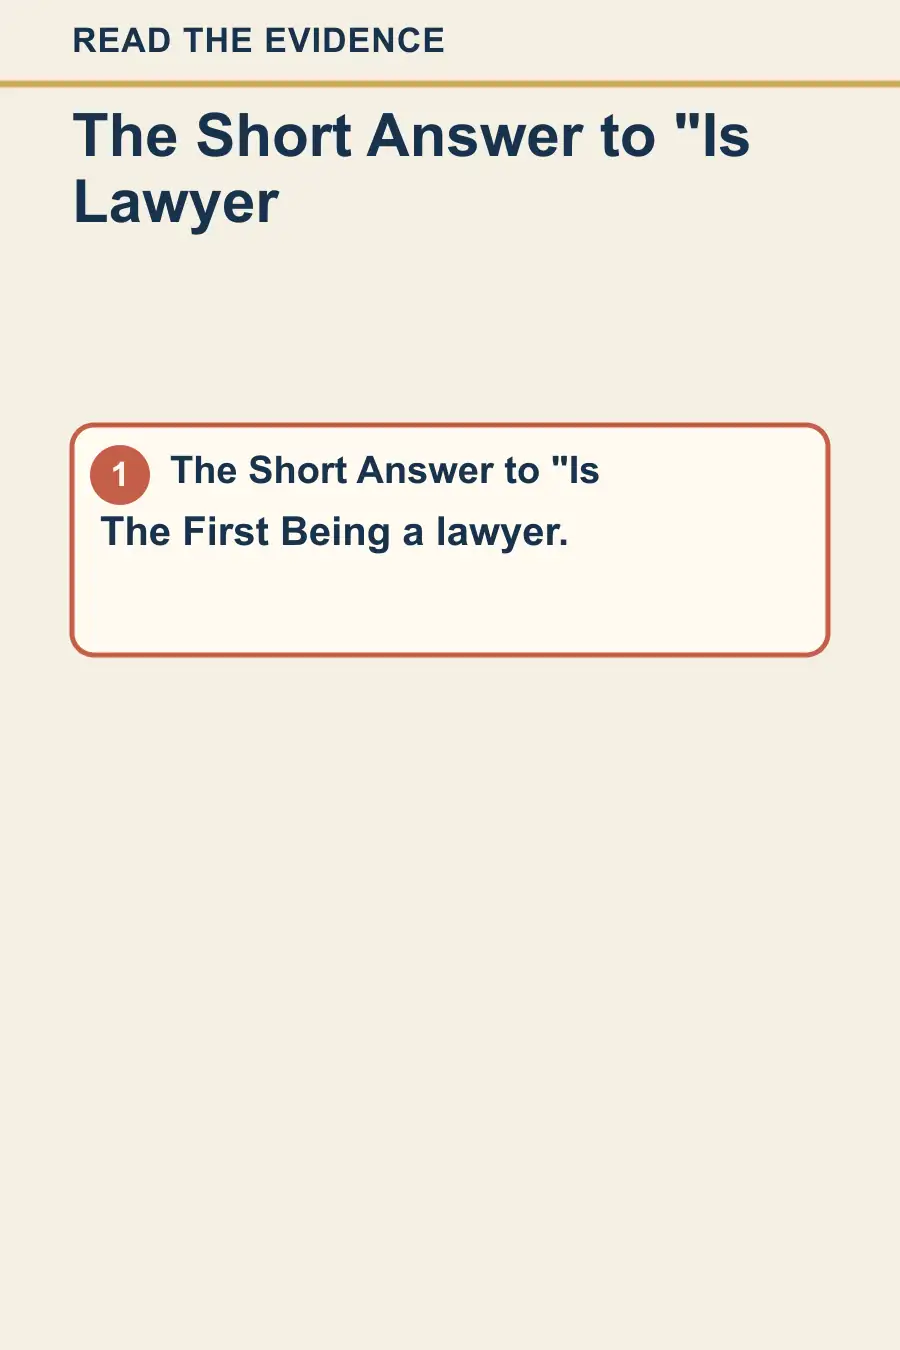 READ THE EVIDENCE
The Short Answer to "Is
Lawyer
1 The Short Answer to "Is
The First Being a lawyer.